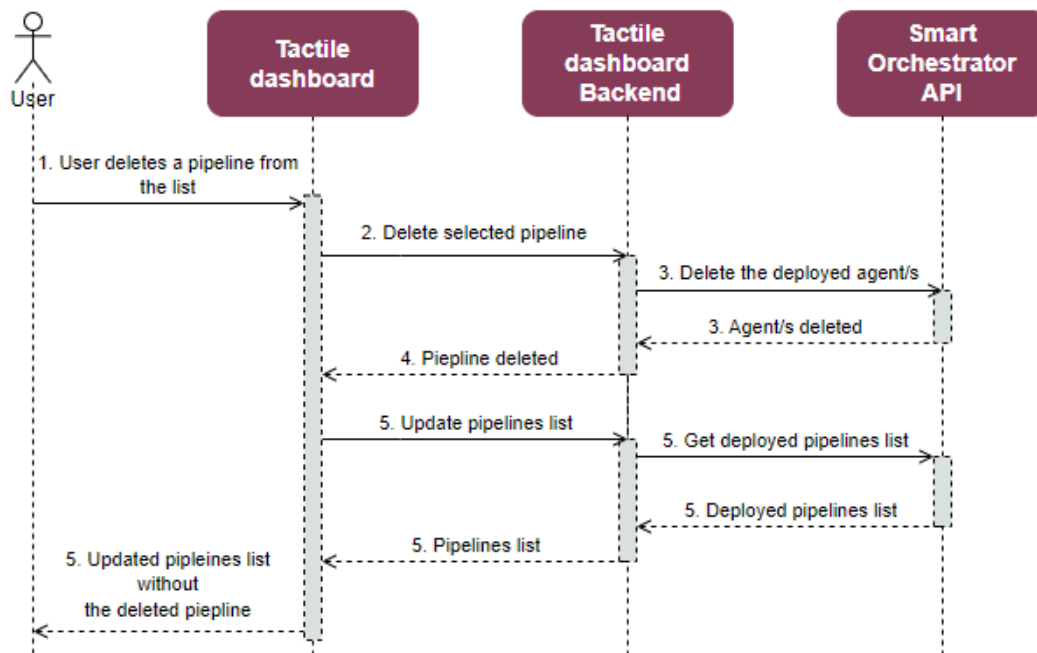 Tactile
dashboard
Tactile
dashboard
Backend
Smart
Orchestrator
API
User
1. User deletes a pipeline from
the list
2. Delete selected pipeline
3. Delete the deployed agent/s
3. Agent/s deleted
4. Piepline deleted
5. Update pipelines list
5. Get deployed pipelines list
5. Deployed pipelines list
5. Pipelines list
5. Updated pipleines list
without
the deleted piepline